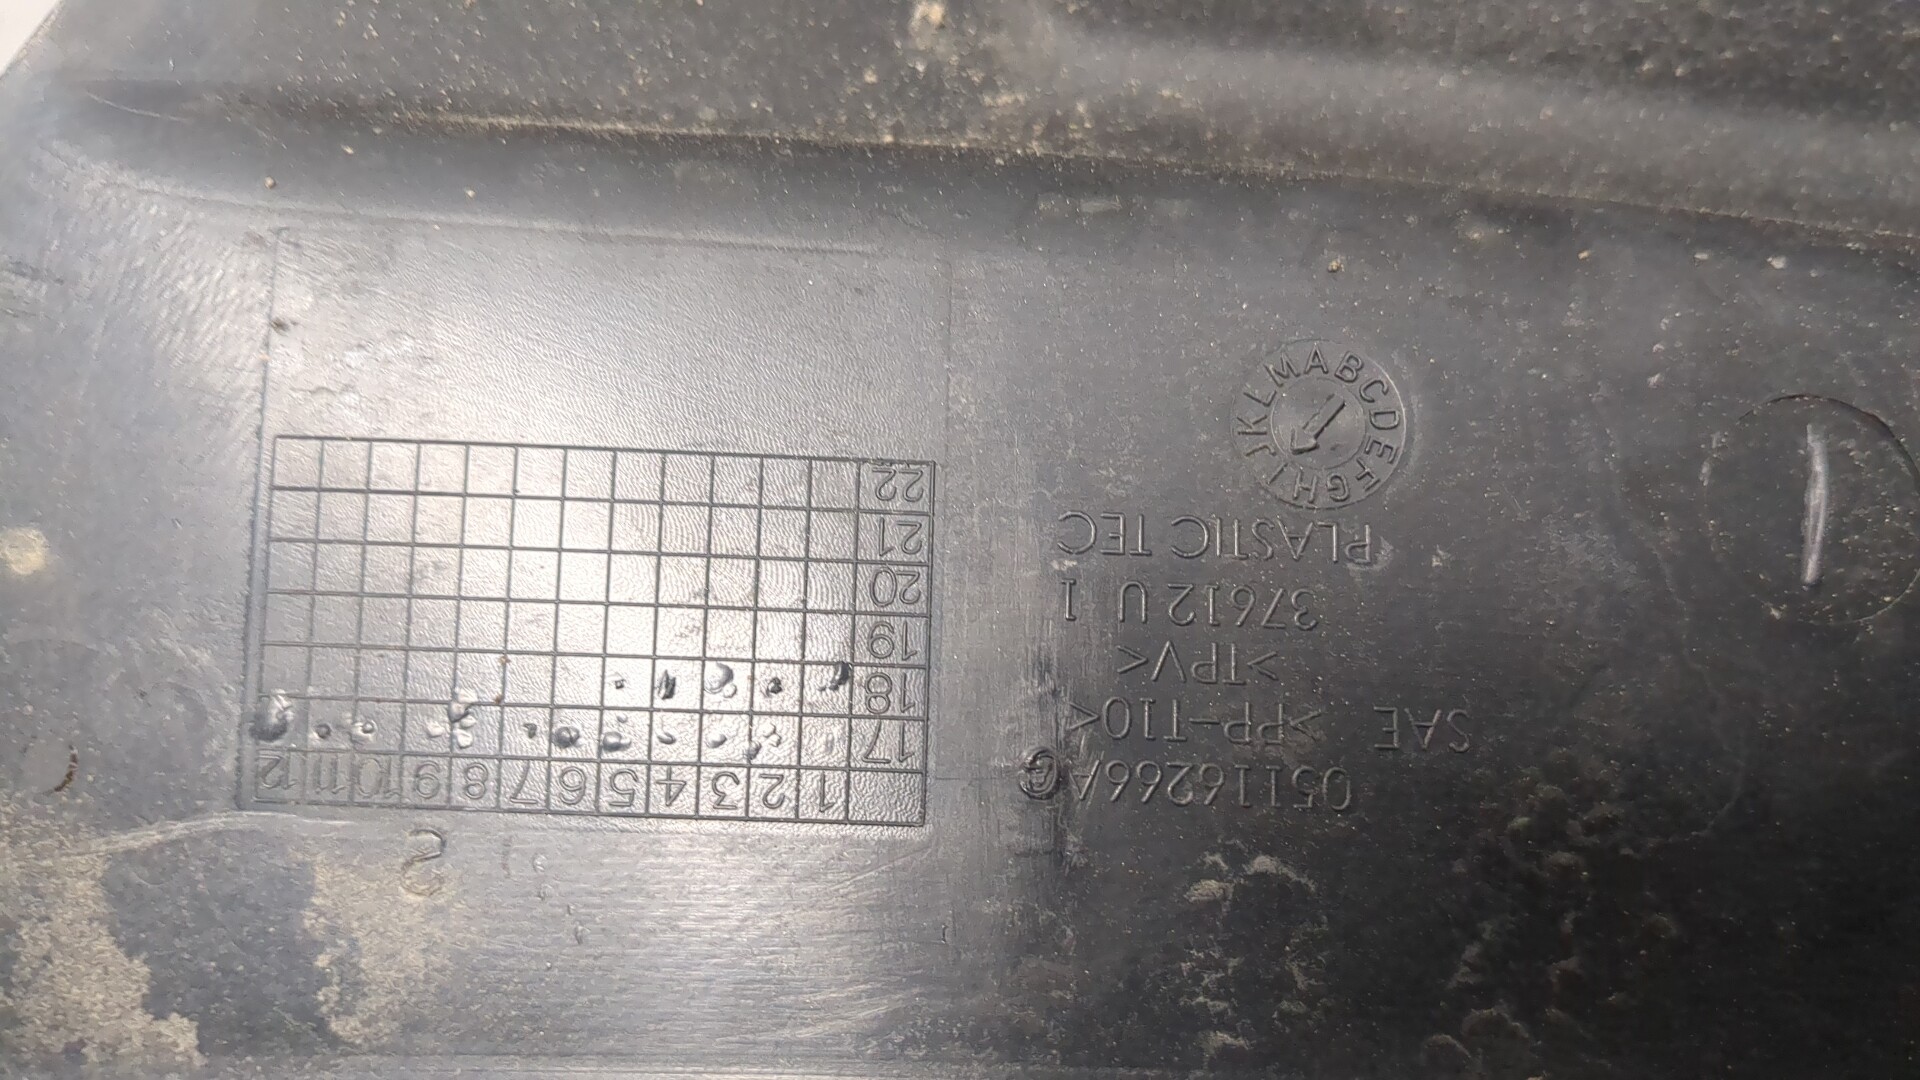 05116266AG
SAE >PP-T10<
>TPV<
37612 U 1
PLASTIC TEC
ABCDEFGHIJKLM
1 2 3 4 5 6 7 8 9 10 11 12
17
18
19
20
21
22